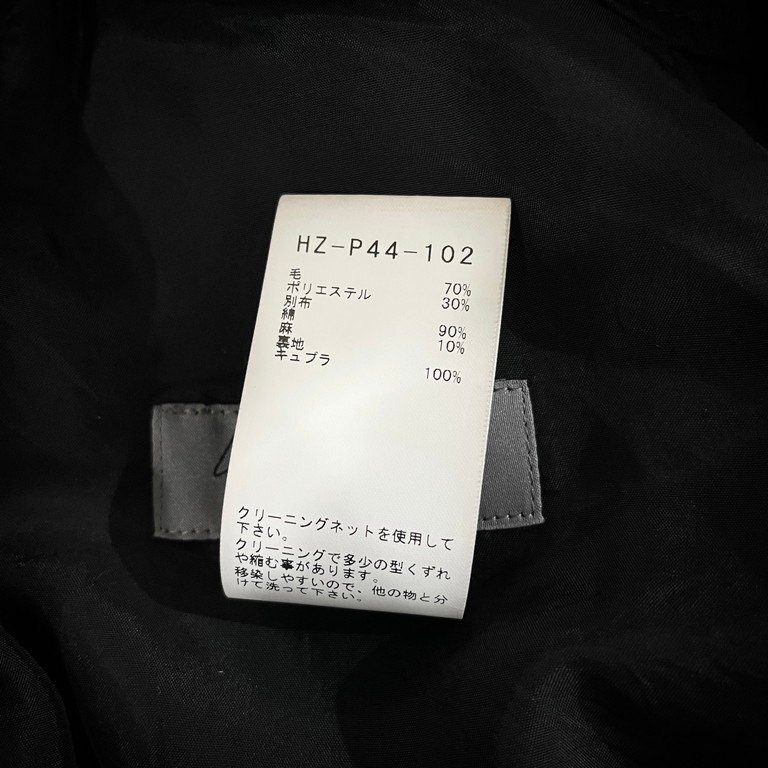 HZ-P44-102
毛 70%
ポリエステル 30%
別布
綿 90%
麻 10%
裏地
キュプラ 100%
クリーニングネットを使用して
下さい。
クリーニングで多少の型くずれ
や縮む事があります。
移染しやすいので、他の物と分
けて洗って下さい。